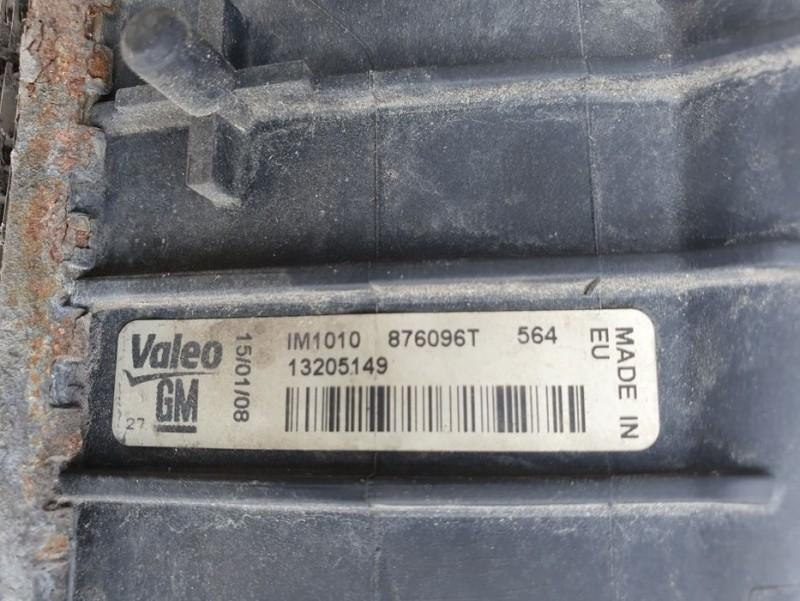 Valeo
GM
27
15/01/08
IM1010 876096T 564
13205149
MADE IN
EU